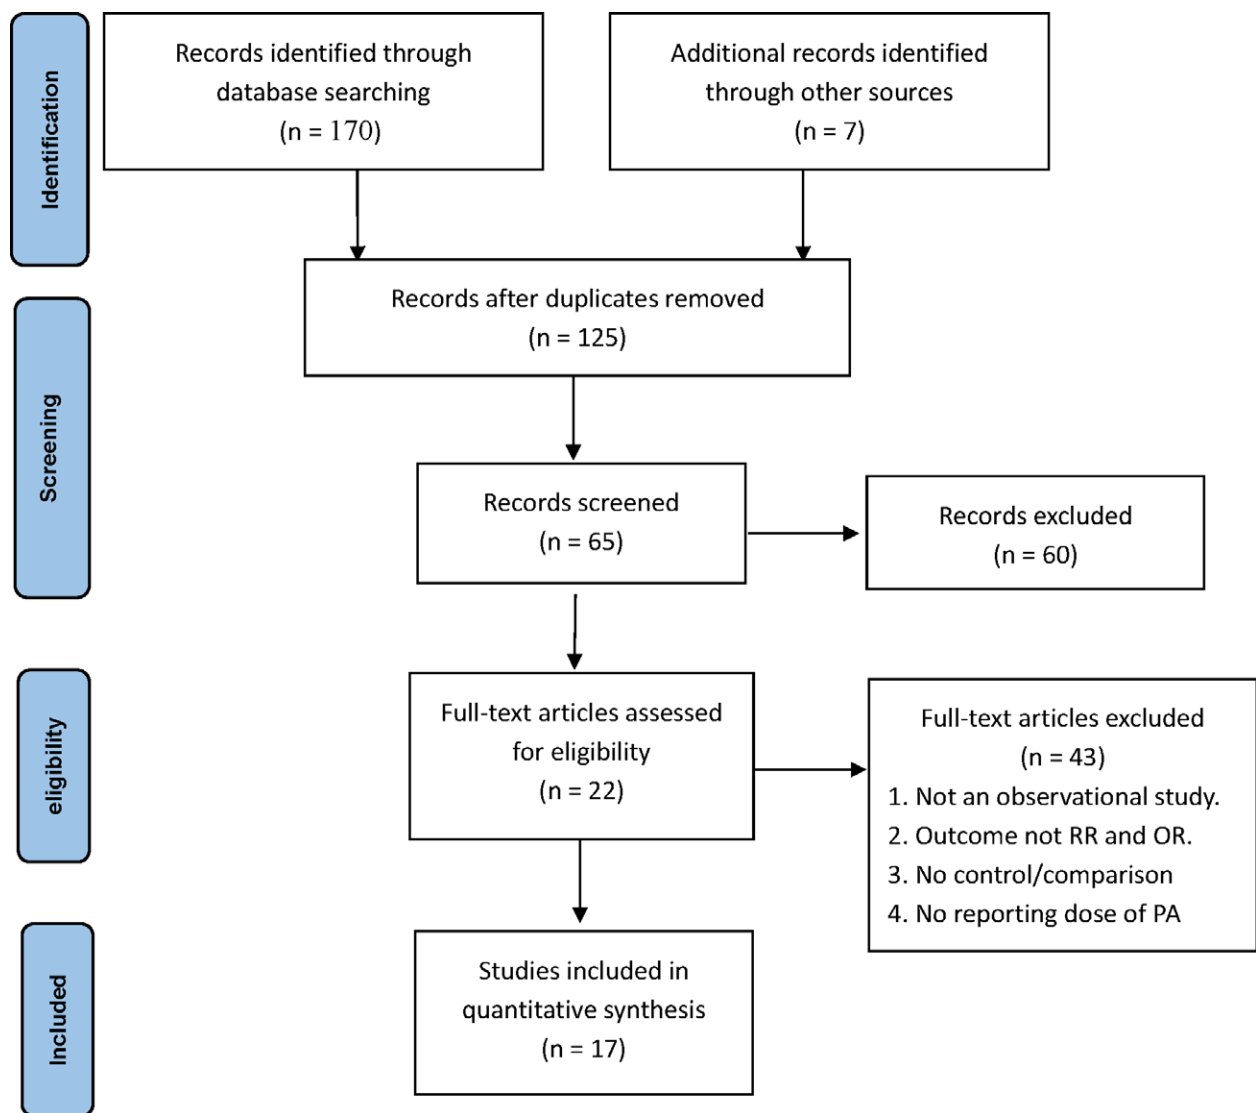 Identification
Records identified through
database searching
(n = 170)
Additional records identified
through other sources
(n = 7)
Records after duplicates removed
(n = 125)
Screening
Records screened
(n = 65)
Records excluded
(n = 60)
eligibility
Full-text articles assessed
for eligibility
(n = 22)
Full-text articles excluded
(n = 43)
1. Not an observational study.
2. Outcome not RR and OR.
3. No control/comparison
4. No reporting dose of PA
Included
Studies included in
quantitative synthesis
(n = 17)